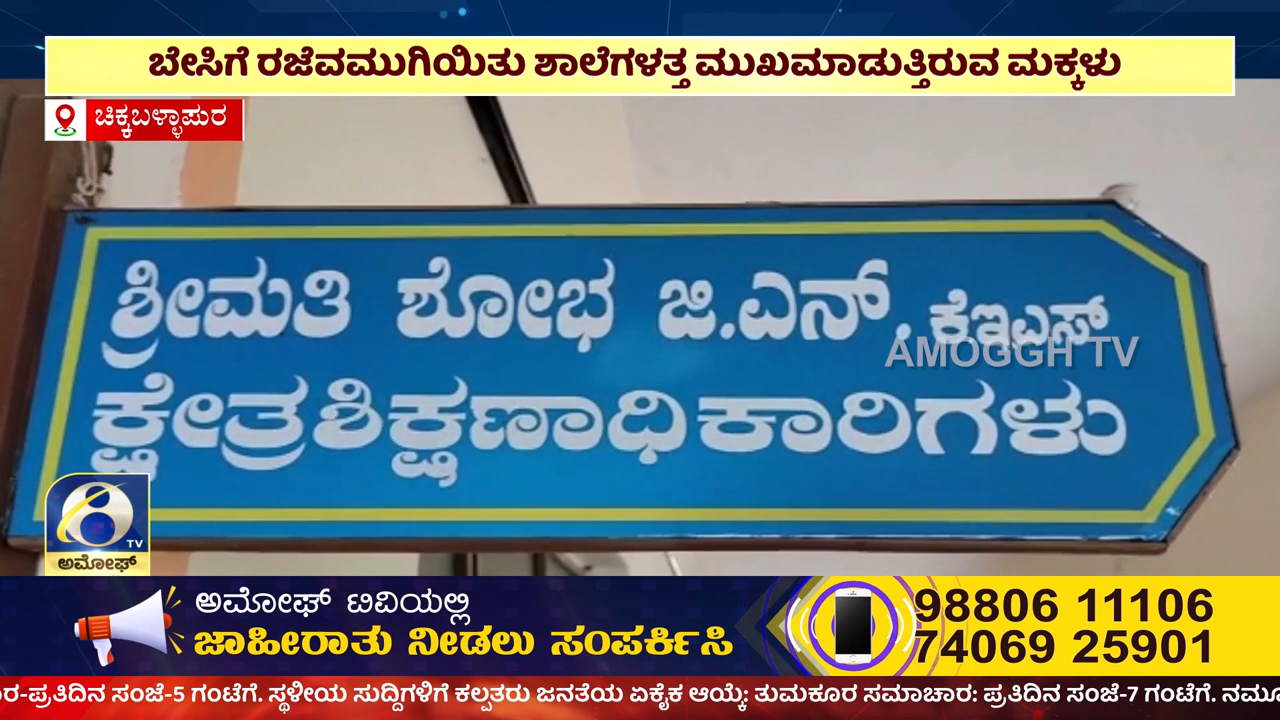 ಬೇಸಿಗೆ ರಜೆವಮುಗಿಯಿತು ಶಾಲೆಗಳತ್ತ ಮುಖಮಾಡುತ್ತಿರುವ ಮಕ್ಕಳು
ಚಿಕ್ಕಬಳ್ಳಾಪುರ
ಶ್ರೀಮತಿ ಶೋಭ ಜಿ.ಎನ್. ಕೆಇಎಸ್
AMOGGH TV
ಕ್ಷೇತ್ರಶಿಕ್ಷಣಾಧಿಕಾರಿಗಳು
TV
ಅಮೋಘ್
ಅಮೋಘ್ ಟಿವಿಯಲ್ಲಿ
ಜಾಹೀರಾತು ನೀಡಲು ಸಂಪರ್ಕಿಸಿ
98806 11106
74069 25901
ಾರ-ಪ್ರತಿದಿನ ಸಂಜೆ-5 ಗಂಟೆಗೆ. ಸ್ಥಳೀಯ ಸುದ್ದಿಗಳಿಗೆ ಕಲ್ಪತರು ಜನತೆಯ ಏಕೈಕ ಆಯ್ಕೆ: ತುಮಕೂರ ಸಮಾಚಾರ: ಪ್ರತಿದಿನ ಸಂಜೆ-7 ಗಂಟೆಗೆ. ನಮ್ಮೂ